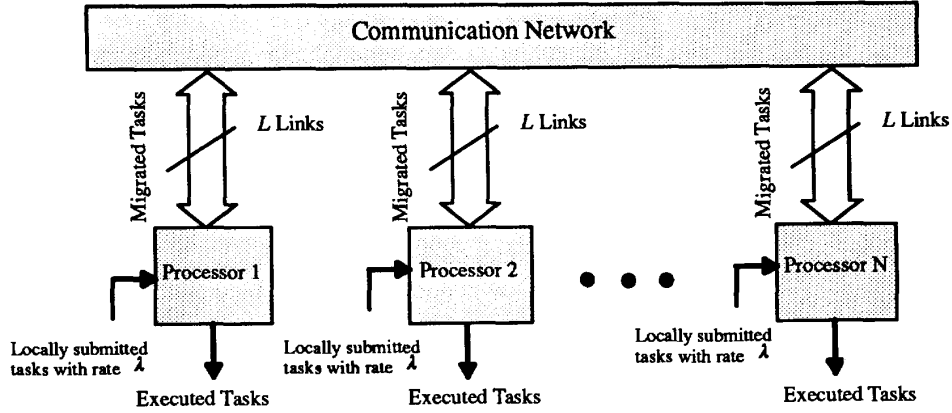 Communication Network
Migrated Tasks
L Links
Migrated Tasks
L Links
Migrated Tasks
L Links
Processor 1
Processor 2
Processor N
Locally submitted
tasks with rate λ
Locally submitted
tasks with rate λ
Locally submitted
tasks with rate λ
Executed Tasks
Executed Tasks
Executed Tasks